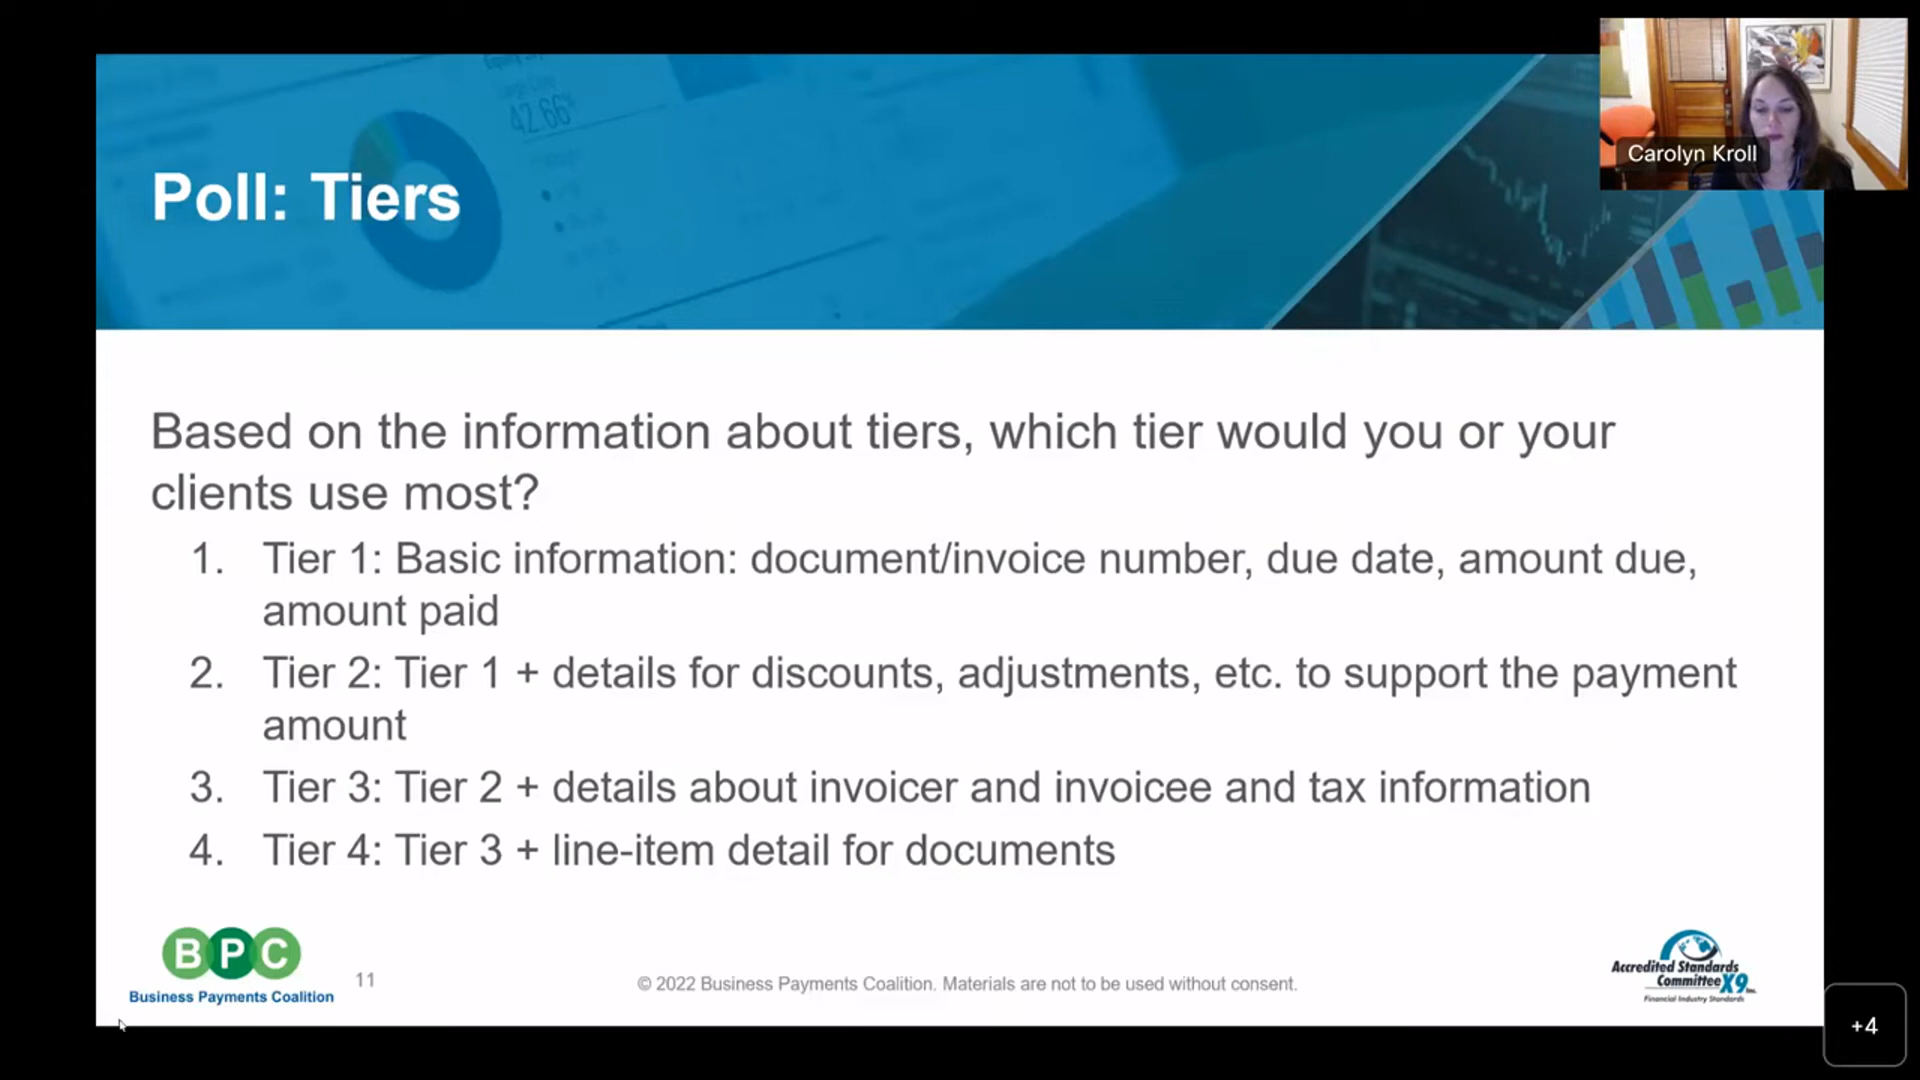 42.66%
Carolyn Kroll
Poll: Tiers
Based on the information about tiers, which tier would you or your
clients use most?
1. Tier 1: Basic information: document/invoice number, due date, amount due,
amount paid
2. Tier 2: Tier 1 + details for discounts, adjustments, etc. to support the payment
amount
3. Tier 3: Tier 2 + details about invoicer and invoicee and tax information
4. Tier 4: Tier 3 + line-item detail for documents
BPC
Business Payments Coalition
11
© 2022 Business Payments Coalition. Materials are not to be used without consent.
Accredited Standards
Committee X9 Inc.
Financial Industry Standards
+4